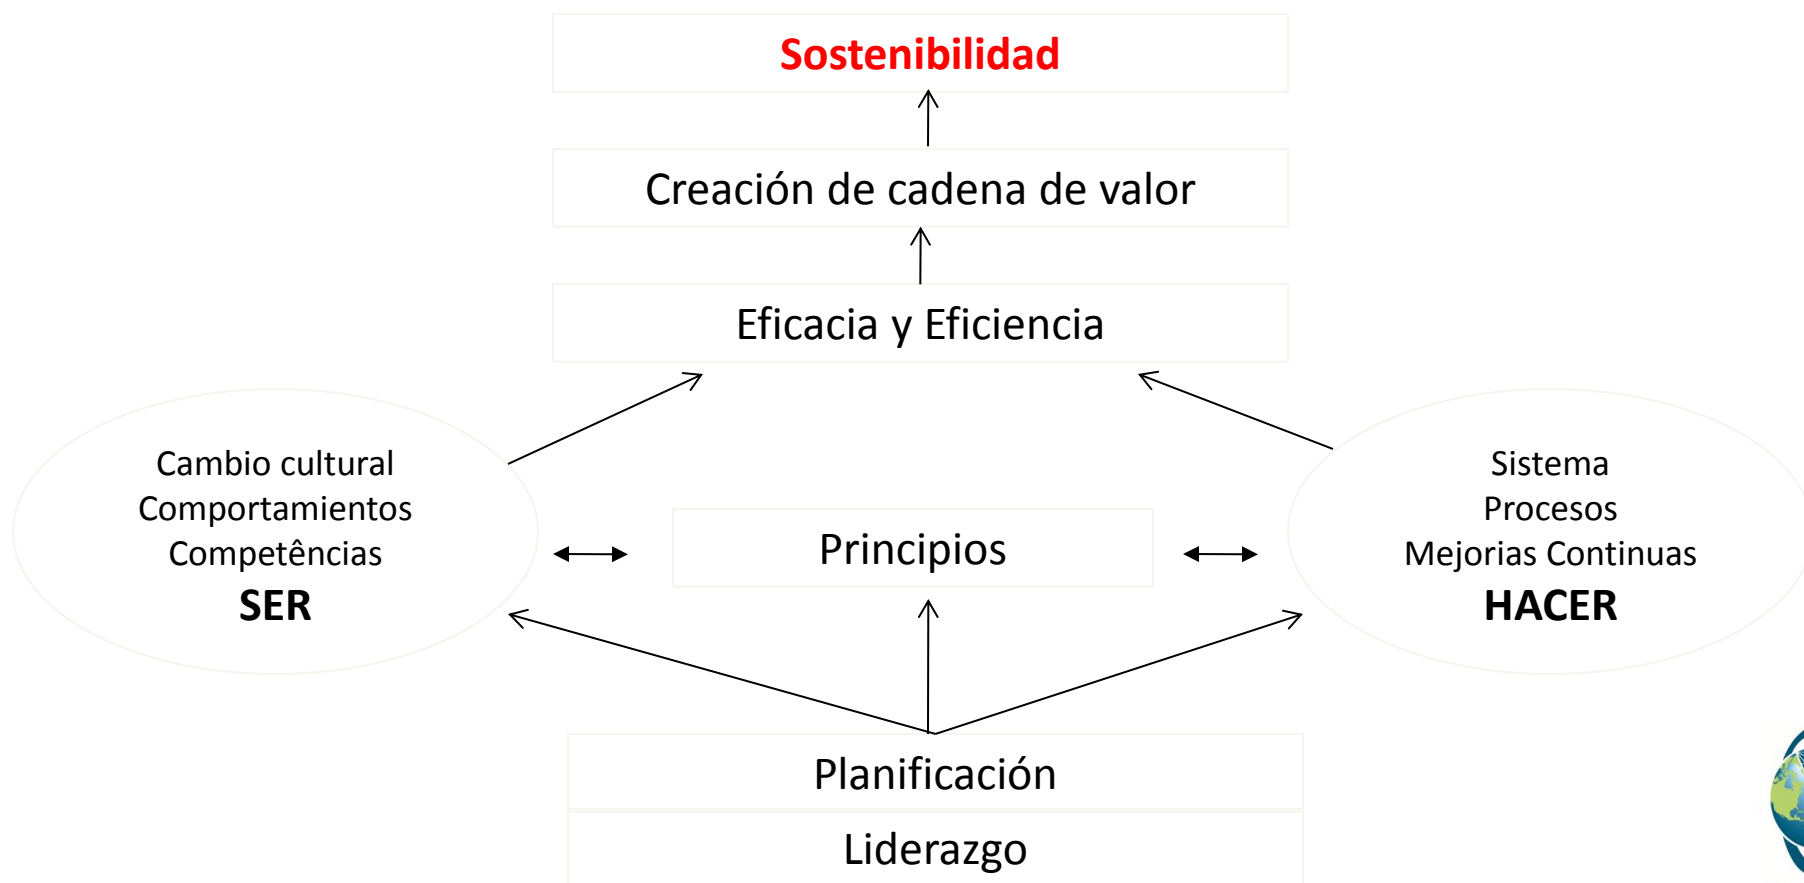 Sostenibilidad
Creación de cadena de valor
Eficacia y Eficiencia
Cambio cultural
Comportamientos
Competências
SER
Principios
Sistema
Procesos
Mejorias Continuas
HACER
Planificación
Liderazgo